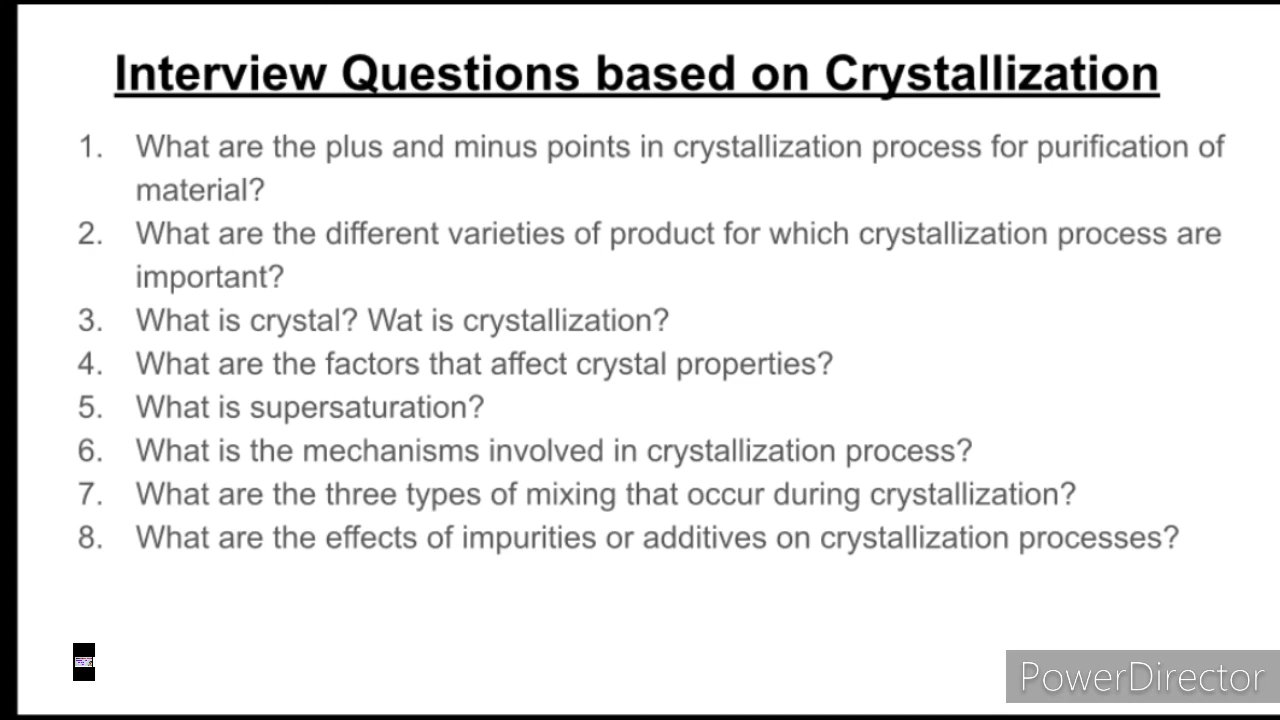 Interview Questions based on Crystallization
1. What are the plus and minus points in crystallization process for purification of
material?
2. What are the different varieties of product for which crystallization process are
important?
3. What is crystal? Wat is crystallization?
4. What are the factors that affect crystal properties?
5. What is supersaturation?
6. What is the mechanisms involved in crystallization process?
7. What are the three types of mixing that occur during crystallization?
8. What are the effects of impurities or additives on crystallization processes?
PowerDirector